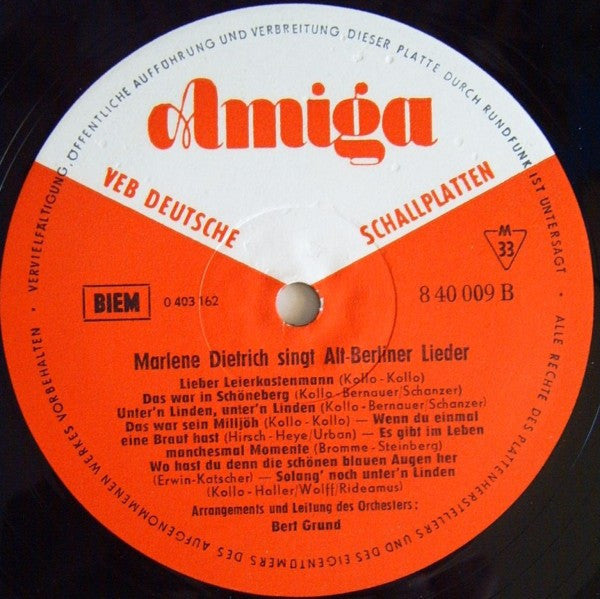 VERVIELFÄLTIGUNG, ÖFFENTLICHE AUFFÜHRUNG UND VERBREITUNG DIESER PLATTE DURCH RUNDFUNK IST UNTERSAGT • ALLE RECHTE DES PLATTENHERSTELLERS UND DES EIGENTÜMERS DES AUFGENOMMENEN WERKES VORBEHALTEN •
Amiga
VEB DEUTSCHE SCHALLPLATTEN
M
33
BIEM 0 403 162 8 40 009 B
Marlene Dietrich singt Alt-Berliner Lieder
Lieber Leierkastenmann (Kollo - Kollo)
Das war in Schöneberg (Kollo - Bernauer/Schanzer)
Unter'n Linden, unter'n Linden (Kollo - Bernauer/Schanzer)
Das war sein Milljöh (Kollo - Kollo) — Wenn du einmal
eine Braut hast (Hirsch - Heye/Urban) — Es gibt im Leben
manchesmal Momente (Bromme - Steinberg)
Wo hast du denn die schönen blauen Augen her
(Erwin-Katscher) — Solang' noch unter'n Linden
(Kollo - Haller/Wolff/Rideamus)
Arrangements und Leitung des Orchesters:
Bert Grund